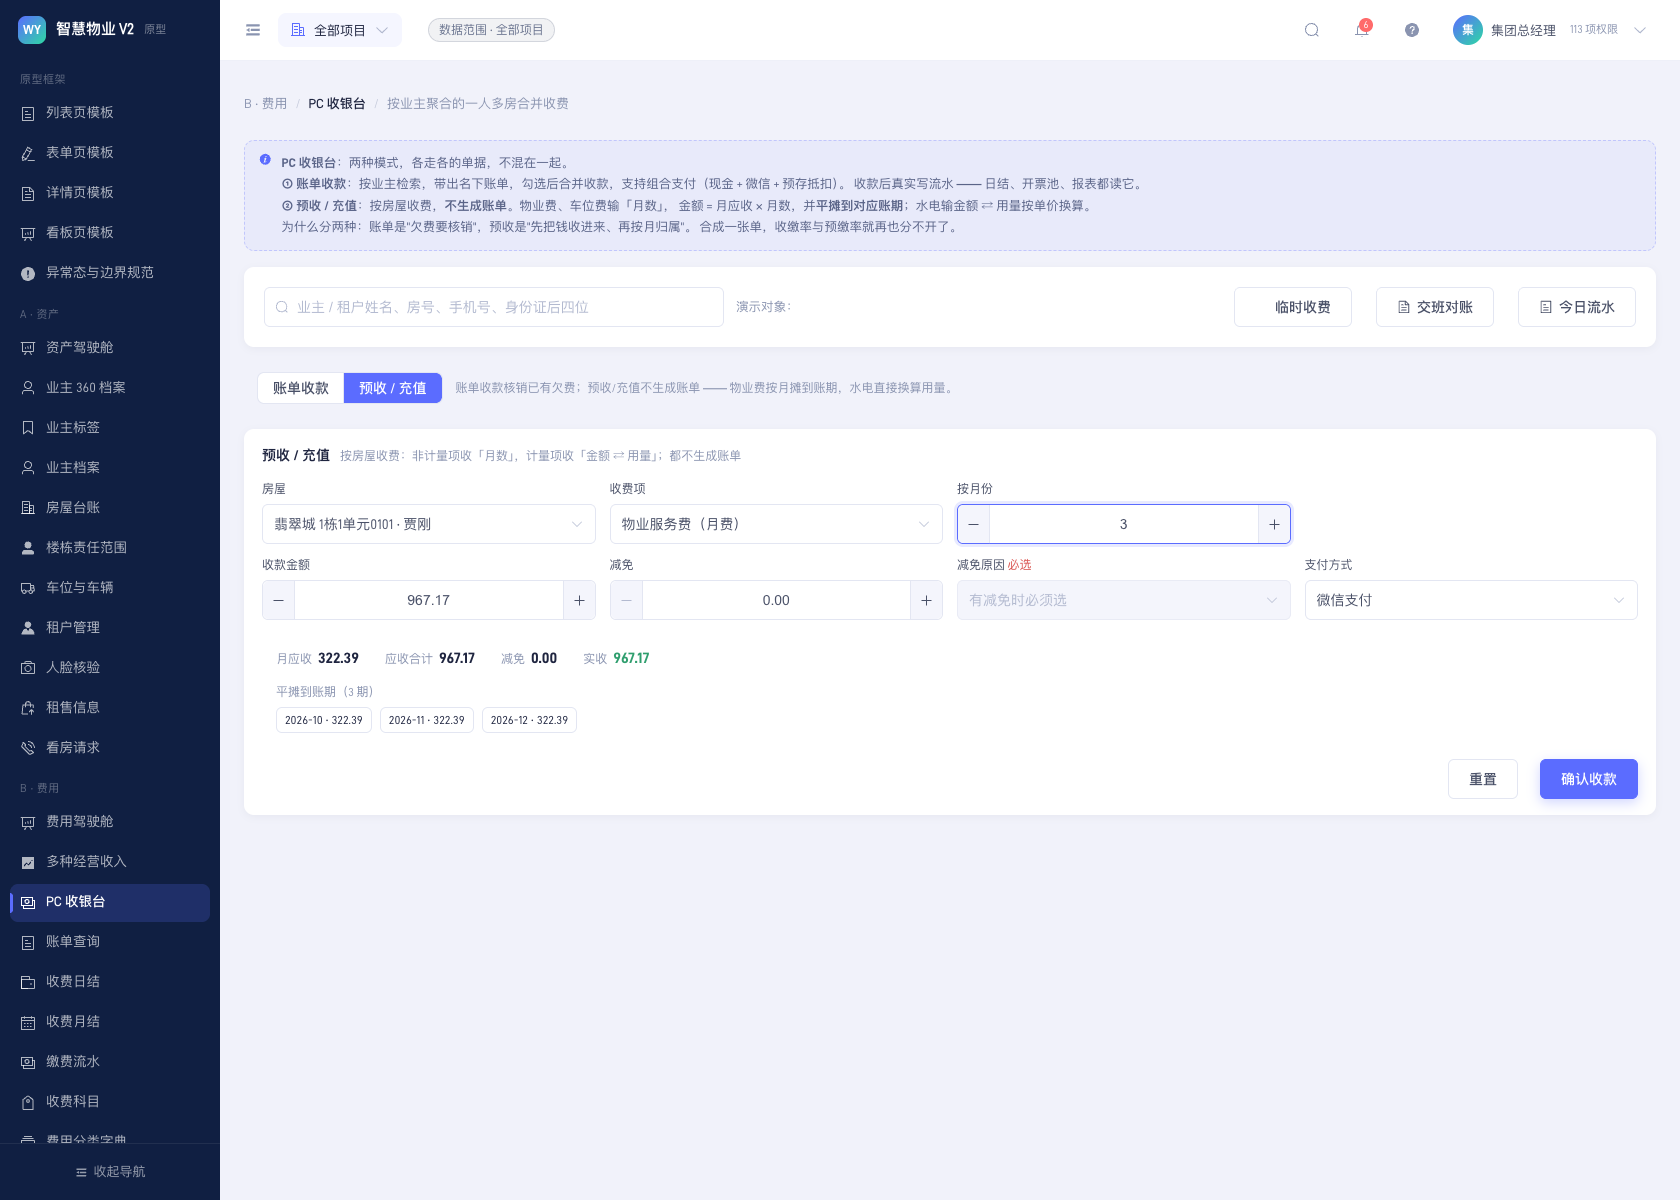 WY 智慧物业 V2 原型
原型框架
列表页模板
表单页模板
详情页模板
看板页模板
异常态与边界规范
A · 资产
资产驾驶舱
业主 360 档案
业主标签
业主档案
房屋台账
楼栋责任范围
车位与车辆
租户管理
人脸核验
租售信息
看房请求
B · 费用
费用驾驶舱
多种经营收入
PC 收银台
账单查询
收费日结
收费月结
缴费流水
收费科目
费用分类字典
收起导航
全部项目 数据范围 · 全部项目 6 集 集团总经理 113 项权限
B · 费用 / PC 收银台 / 按业主聚合的一人多房合并收费
PC 收银台：两种模式，各走各的单据，不混在一起。
① 账单收款：按业主检索，带出名下账单，勾选后合并收款，支持组合支付（现金 + 微信 + 预存抵扣）。 收款后真实写流水 —— 日结、开票池、报表都读它。
② 预收 / 充值：按房屋收费，不生成账单。物业费、车位费输「月数」， 金额 = 月应收 × 月数，并平摊到对应账期；水电输金额 ⇄ 用量按单价换算。
为什么分两种：账单是"欠费要核销"，预收是"先把钱收进来、再按月归属"。 合成一张单，收缴率与预缴率就再也分不开了。
业主 / 租户姓名、房号、手机号、身份证后四位 演示对象： 临时收费 交班对账 今日流水
账单收款 预收 / 充值 账单收款核销已有欠费；预收/充值不生成账单 —— 物业费按月摊到账期，水电直接换算用量。
预收 / 充值 按房屋收费：非计量项收「月数」，计量项收「金额 ⇄ 用量」；都不生成账单
房屋 收费项 按月份
翡翠城 1栋1单元0101 · 贾刚 物业服务费（月费） 3
收款金额 减免 减免原因 必选 支付方式
967.17 0.00 有减免时必须选 微信支付
月应收 322.39 应收合计 967.17 减免 0.00 实收 967.17
平摊到账期（3 期）
2026-10 · 322.39 2026-11 · 322.39 2026-12 · 322.39
重置 确认收款